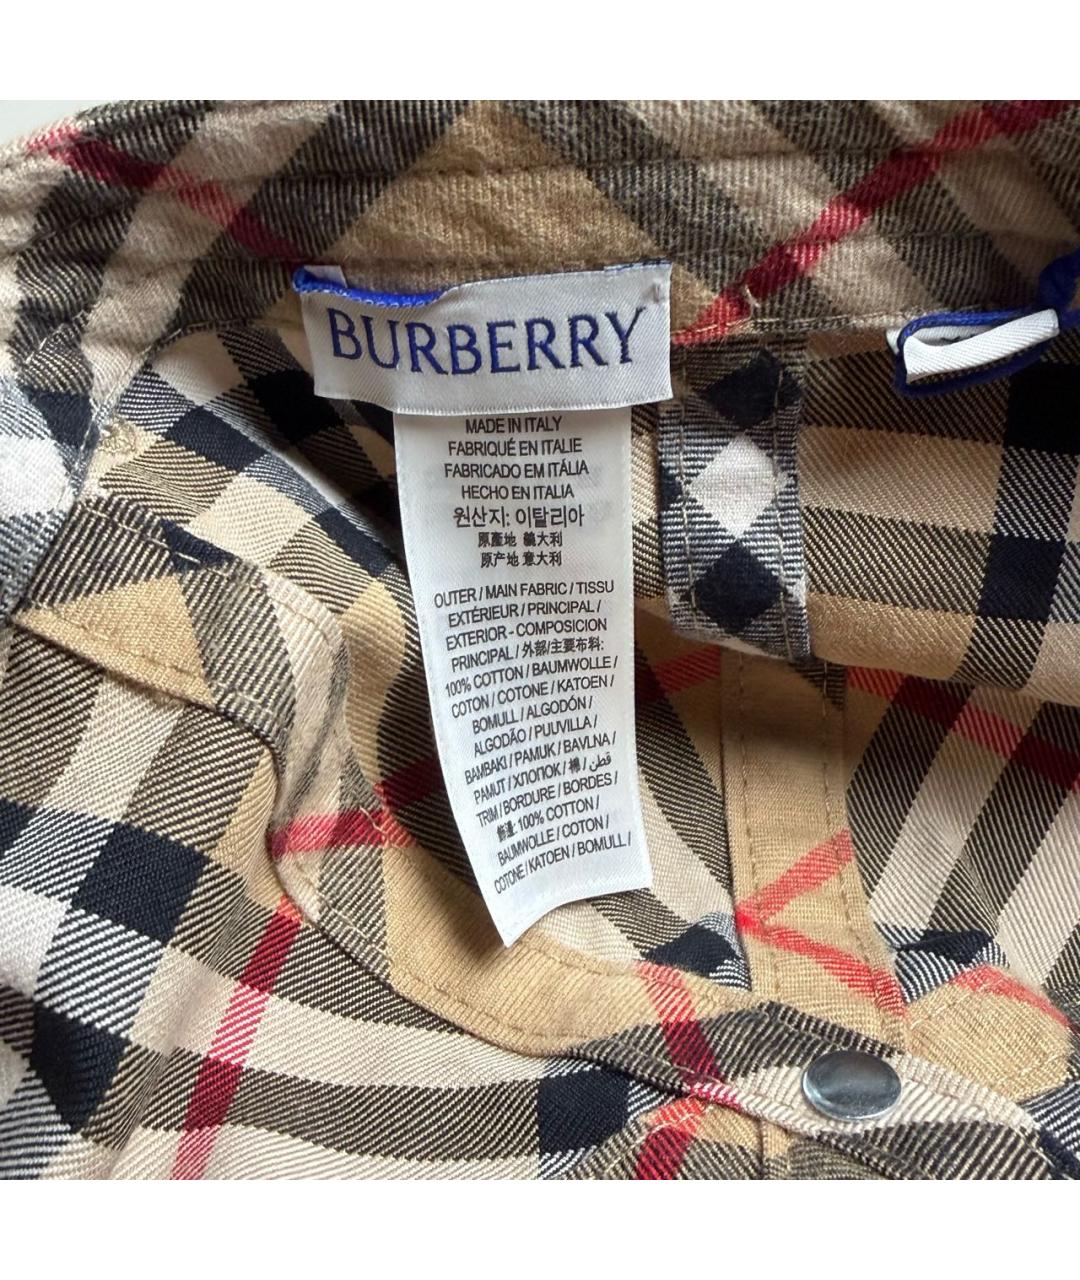 BURBERRY
MADE IN ITALY
FABRIQUÉ EN ITALIE
FABRICADO EM ITÁLIA
HECHO EN ITALIA
원산지: 이탈리아
原產地 義大利
原产地 意大利
OUTER / MAIN FABRIC / TISSU
EXTÉRIEUR / PRINCIPAL /
EXTERIOR - COMPOSICION
PRINCIPAL / 外部/主要布料:
100% COTTON / BAUMWOLLE /
COTON / COTONE / KATOEN /
BOMULL / ALGODÓN /
ALGODÃO / PUUVILLA /
BAMBAKI / PAMUK / BAVLNA /
PAMUT / ХЛОПОК / 棉 / قطن /
TRIM / BORDURE / BORDES /
修邊: 100% COTTON /
BAUMWOLLE / COTON /
COTONE / KATOEN / BOMULL /